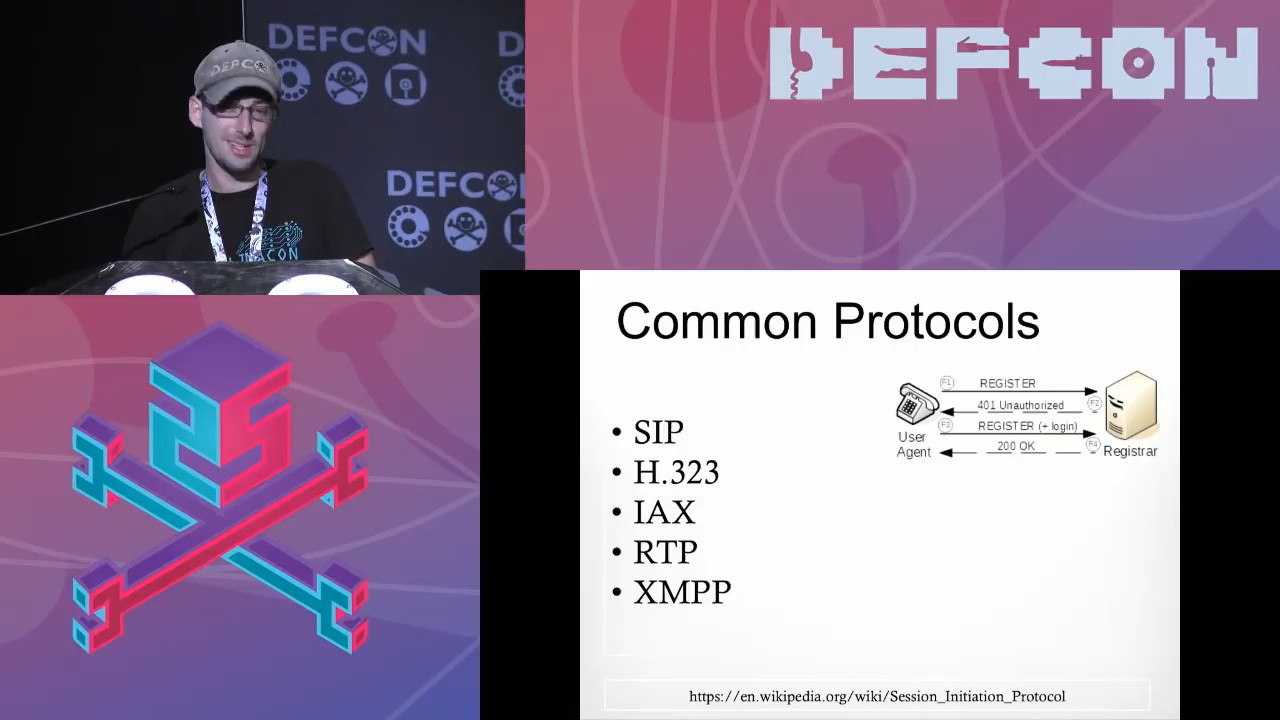 DEFCON
DEFCON
DEFCON
D
DEFCON
Common Protocols
• SIP
• H.323
• IAX
• RTP
• XMPP
F1
REGISTER
401 Unauthorized
F2
F3
REGISTER (+ login)
200 OK
F4
User
Agent
Registrar
https://en.wikipedia.org/wiki/Session_Initiation_Protocol